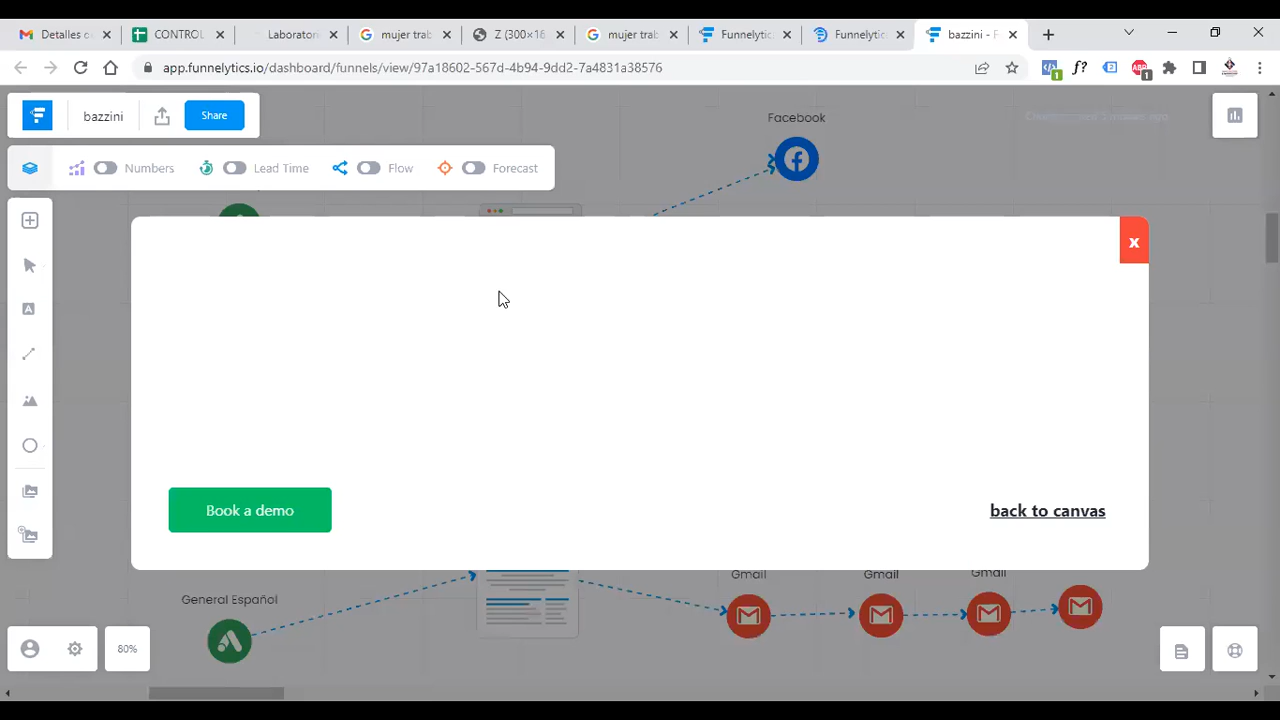 Detalles d
CONTROL
Laborator
mujer trab
Z (300×16
mujer trab
Funnelytic
Funnelytic
bazzini - F
app.funnelytics.io/dashboard/funnels/view/97a18602-567d-4b94-9dd2-7a4831a38576
bazzini
Share
Facebook
Numbers
Lead Time
Flow
Forecast
x
Book a demo
back to canvas
General Español
Gmail
Gmail
Gmail
80%